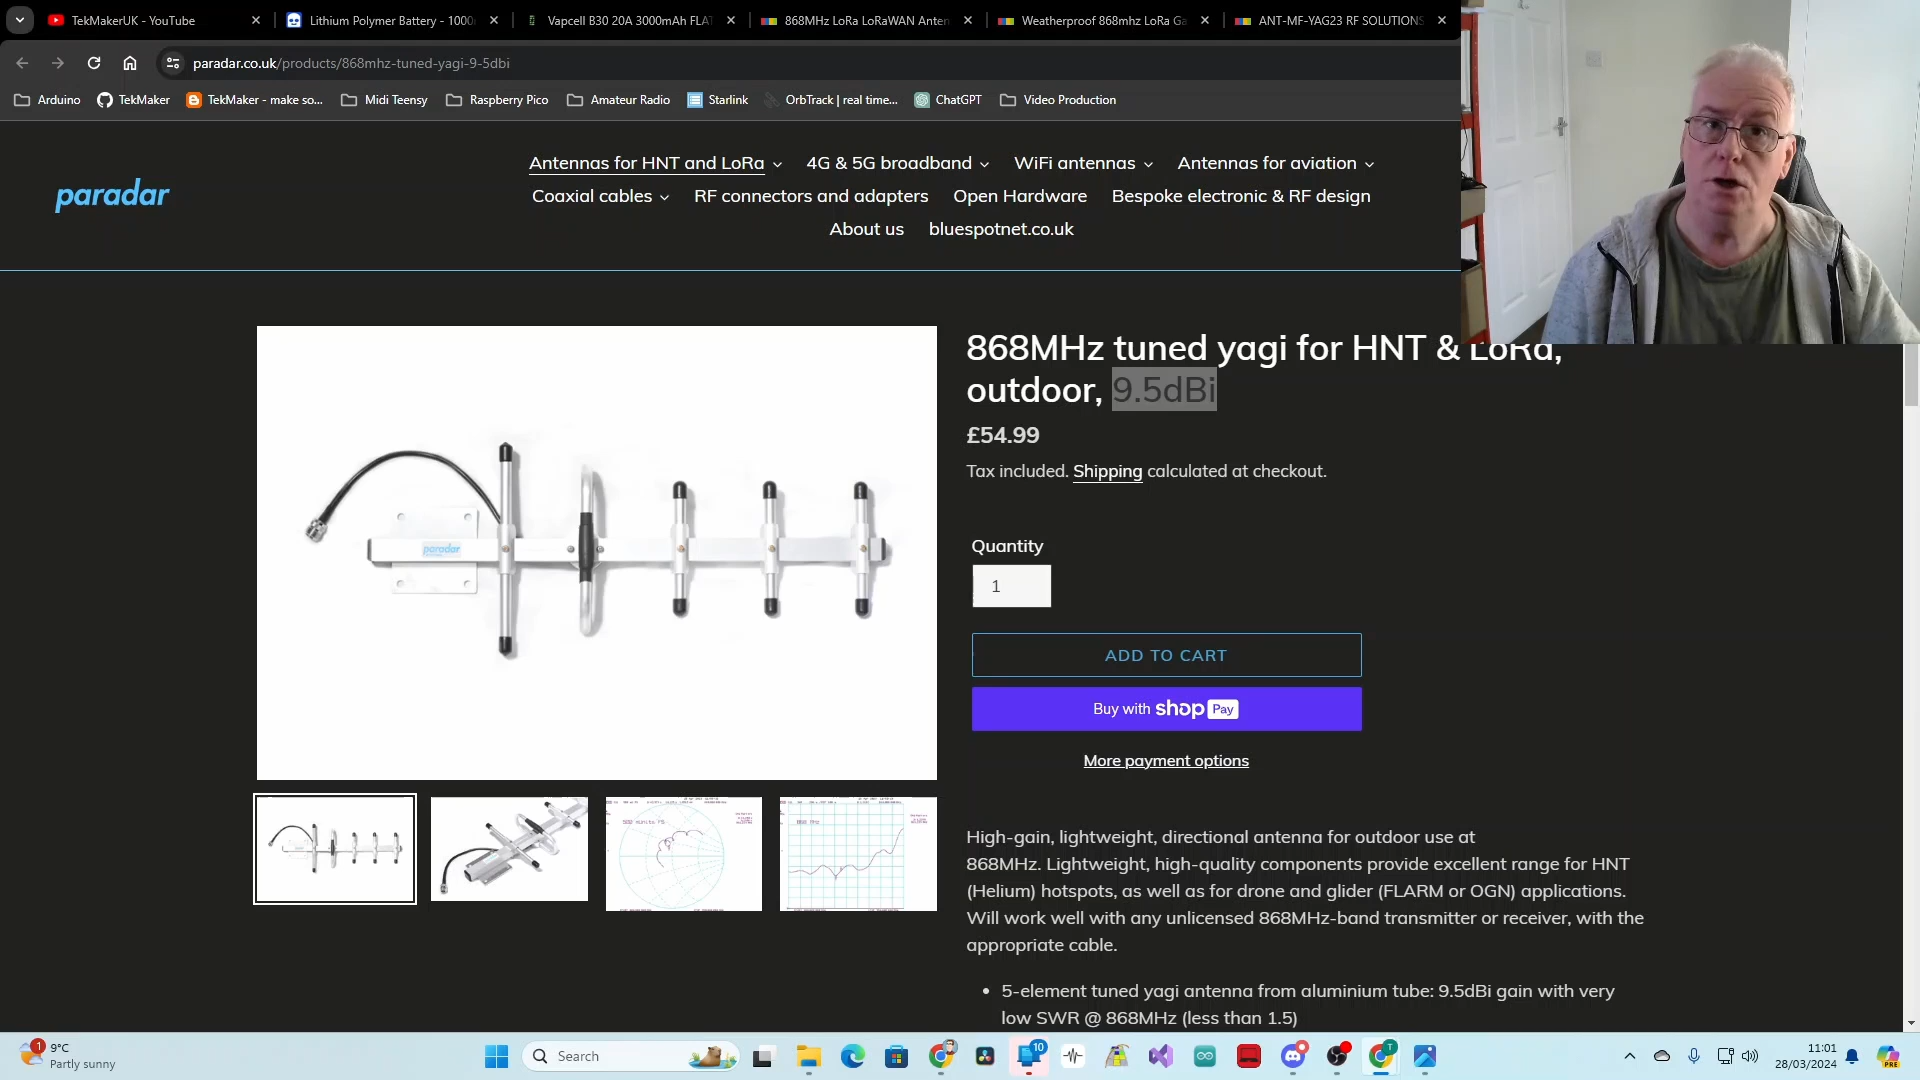 TekMakerUK - YouTube
Lithium Polymer Battery - 1000
Vapcell B30 20A 3000mAh FLAT
868MHz LoRa LoRaWAN Anten
Weatherproof 868mhz LoRa Ga
ANT-MF-YAG23 RF SOLUTIONS
paradar.co.uk/products/868mhz-tuned-yagi-9-5dbi
Arduino
TekMaker
TekMaker - make so...
Midi Teensy
Raspberry Pico
Amateur Radio
Starlink
OrbTrack | real time...
ChatGPT
Video Production
paradar
Antennas for HNT and LoRa
4G & 5G broadband
WiFi antennas
Antennas for aviation
Coaxial cables
RF connectors and adapters
Open Hardware
Bespoke electronic & RF design
About us
bluespotnet.co.uk
paradar
868MHz tuned yagi for HNT & LoRa,
outdoor, 9.5dBi
£54.99
Tax included. Shipping calculated at checkout.
Quantity
1
ADD TO CART
Buy with shop Pay
More payment options
High-gain, lightweight, directional antenna for outdoor use at
868MHz. Lightweight, high-quality components provide excellent range for HNT
(Helium) hotspots, as well as for drone and glider (FLARM or OGN) applications.
Will work well with any unlicensed 868MHz-band transmitter or receiver, with the
appropriate cable.
• 5-element tuned yagi antenna from aluminium tube: 9.5dBi gain with very
low SWR @ 868MHz (less than 1.5)
1
9°C
Partly sunny
Search
10
11:01
28/03/2024
PRE